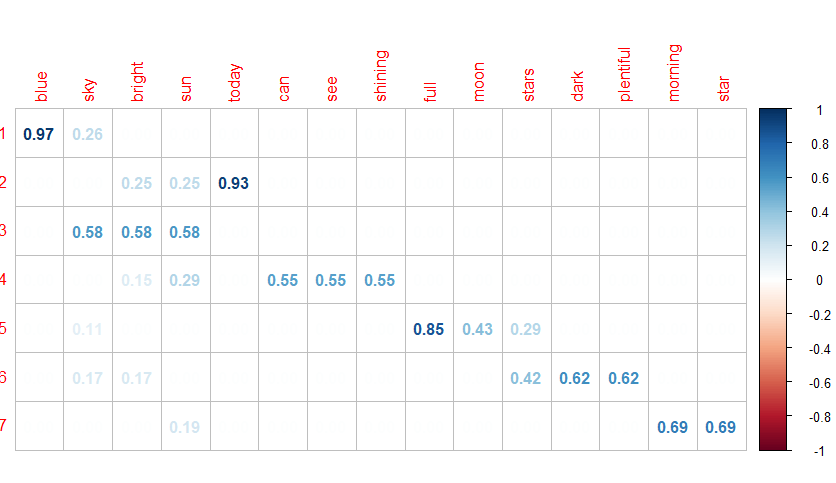 blue sky bright sun today can see shining full moon stars dark plentiful morning star
1 0.97 0.26
2 0.25 0.25 0.93
3 0.58 0.58 0.58
4 0.15 0.29 0.55 0.55 0.55
5 0.11 0.85 0.43 0.29
6 0.17 0.17 0.42 0.62 0.62
7 0.19 0.69 0.69
1
0.8
0.6
0.4
0.2
0
-0.2
-0.4
-0.6
-0.8
-1